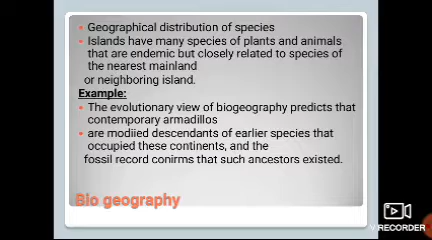 Geographical distribution of species
Islands have many species of plants and animals
that are endemic but closely related to species of
the nearest mainland
or neighboring island.
Example:
The evolutionary view of biogeography predicts that
contemporary armadillos
are modiied descendants of earlier species that
occupied these continents, and the
fossil record conirms that such ancestors existed.
Bio geography
V RECORDER